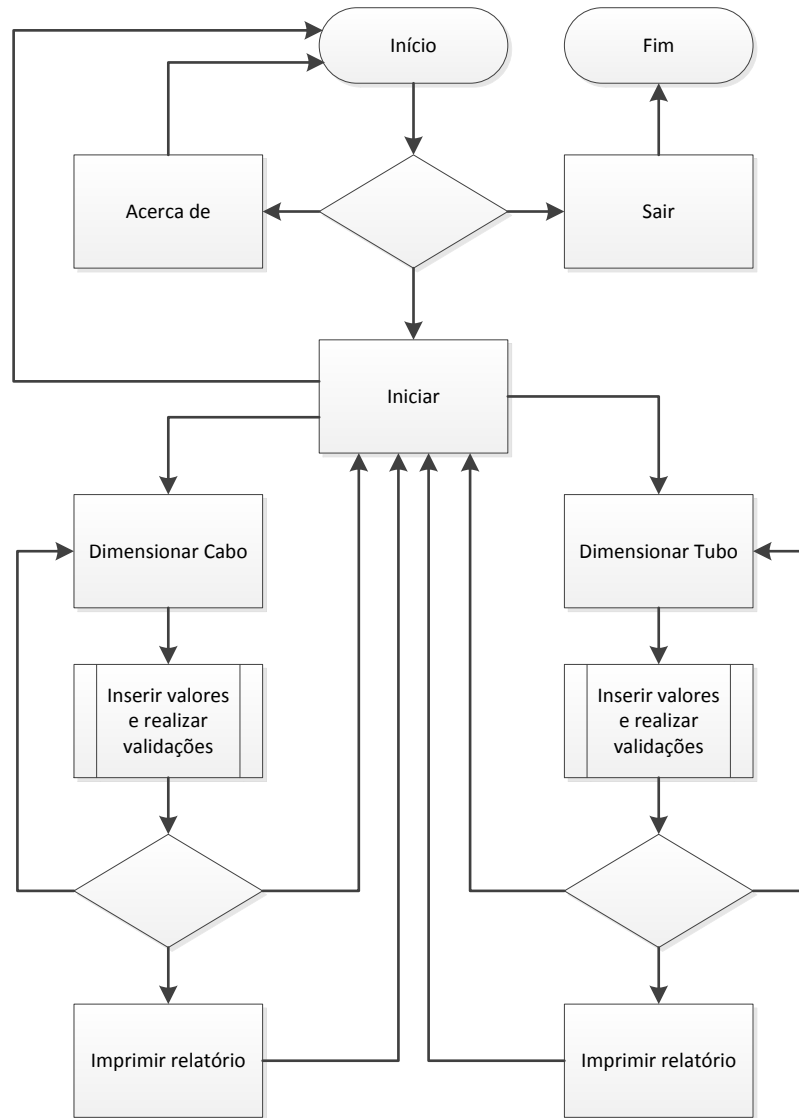 Início
Fim
Acerca de
Sair
Iniciar
Dimensionar Cabo
Dimensionar Tubo
Inserir valores
e realizar
validações
Inserir valores
e realizar
validações
Imprimir relatório
Imprimir relatório